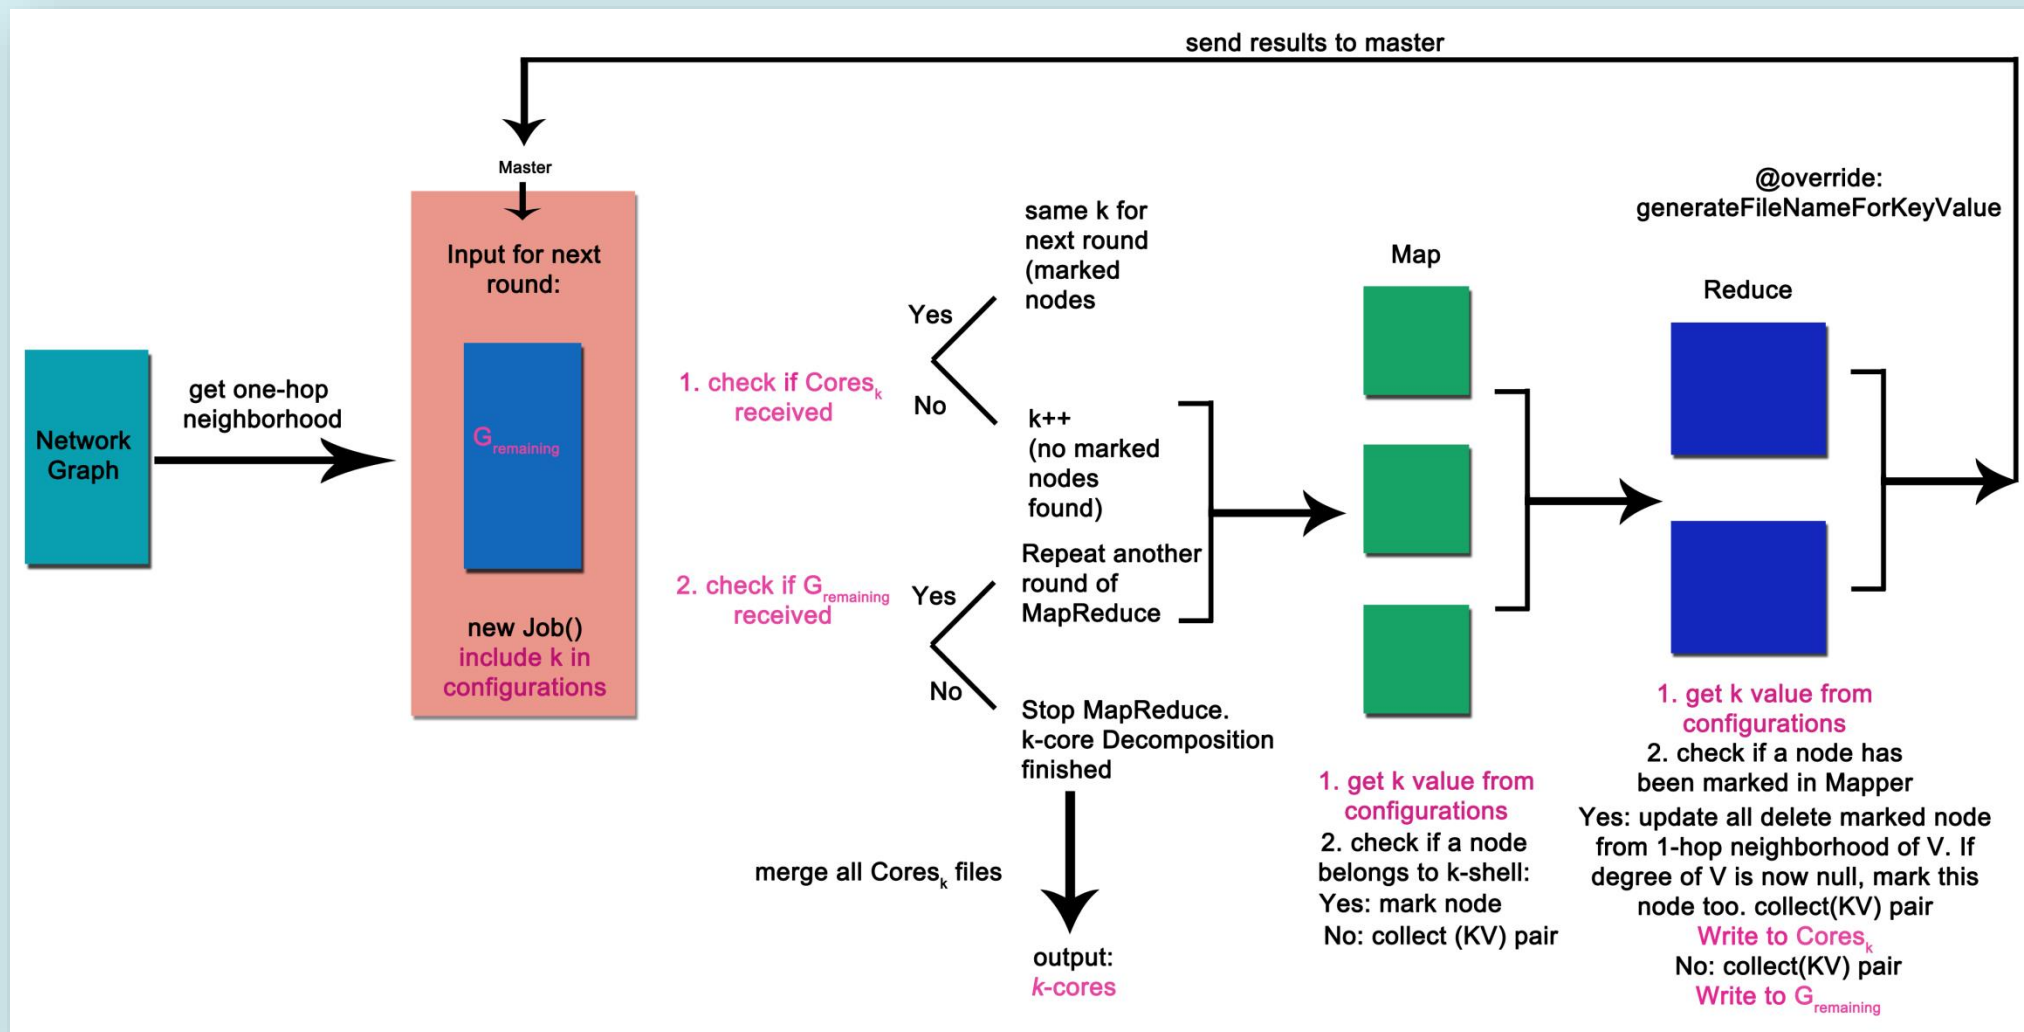 send results to master
Master
@override:
generateFileNameForKeyValue
Network
Graph
get one-hop
neighborhood
Input for next
round:
G remaining
new Job()
include k in
configurations
1. check if Cores k
received
Yes
No
same k for
next round
(marked
nodes
k++
(no marked
nodes
found)
2. check if G remaining
received
Yes
No
Repeat another
round of
MapReduce
Stop MapReduce.
k-core Decomposition
finished
merge all Cores k files
output:
k-cores
Map
1. get k value from
configurations
2. check if a node
belongs to k-shell:
Yes: mark node
No: collect (KV) pair
Reduce
1. get k value from
configurations
2. check if a node has
been marked in Mapper
Yes: update all delete marked node
from 1-hop neighborhood of V. If
degree of V is now null, mark this
node too. collect(KV) pair
Write to Cores k
No: collect(KV) pair
Write to G remaining